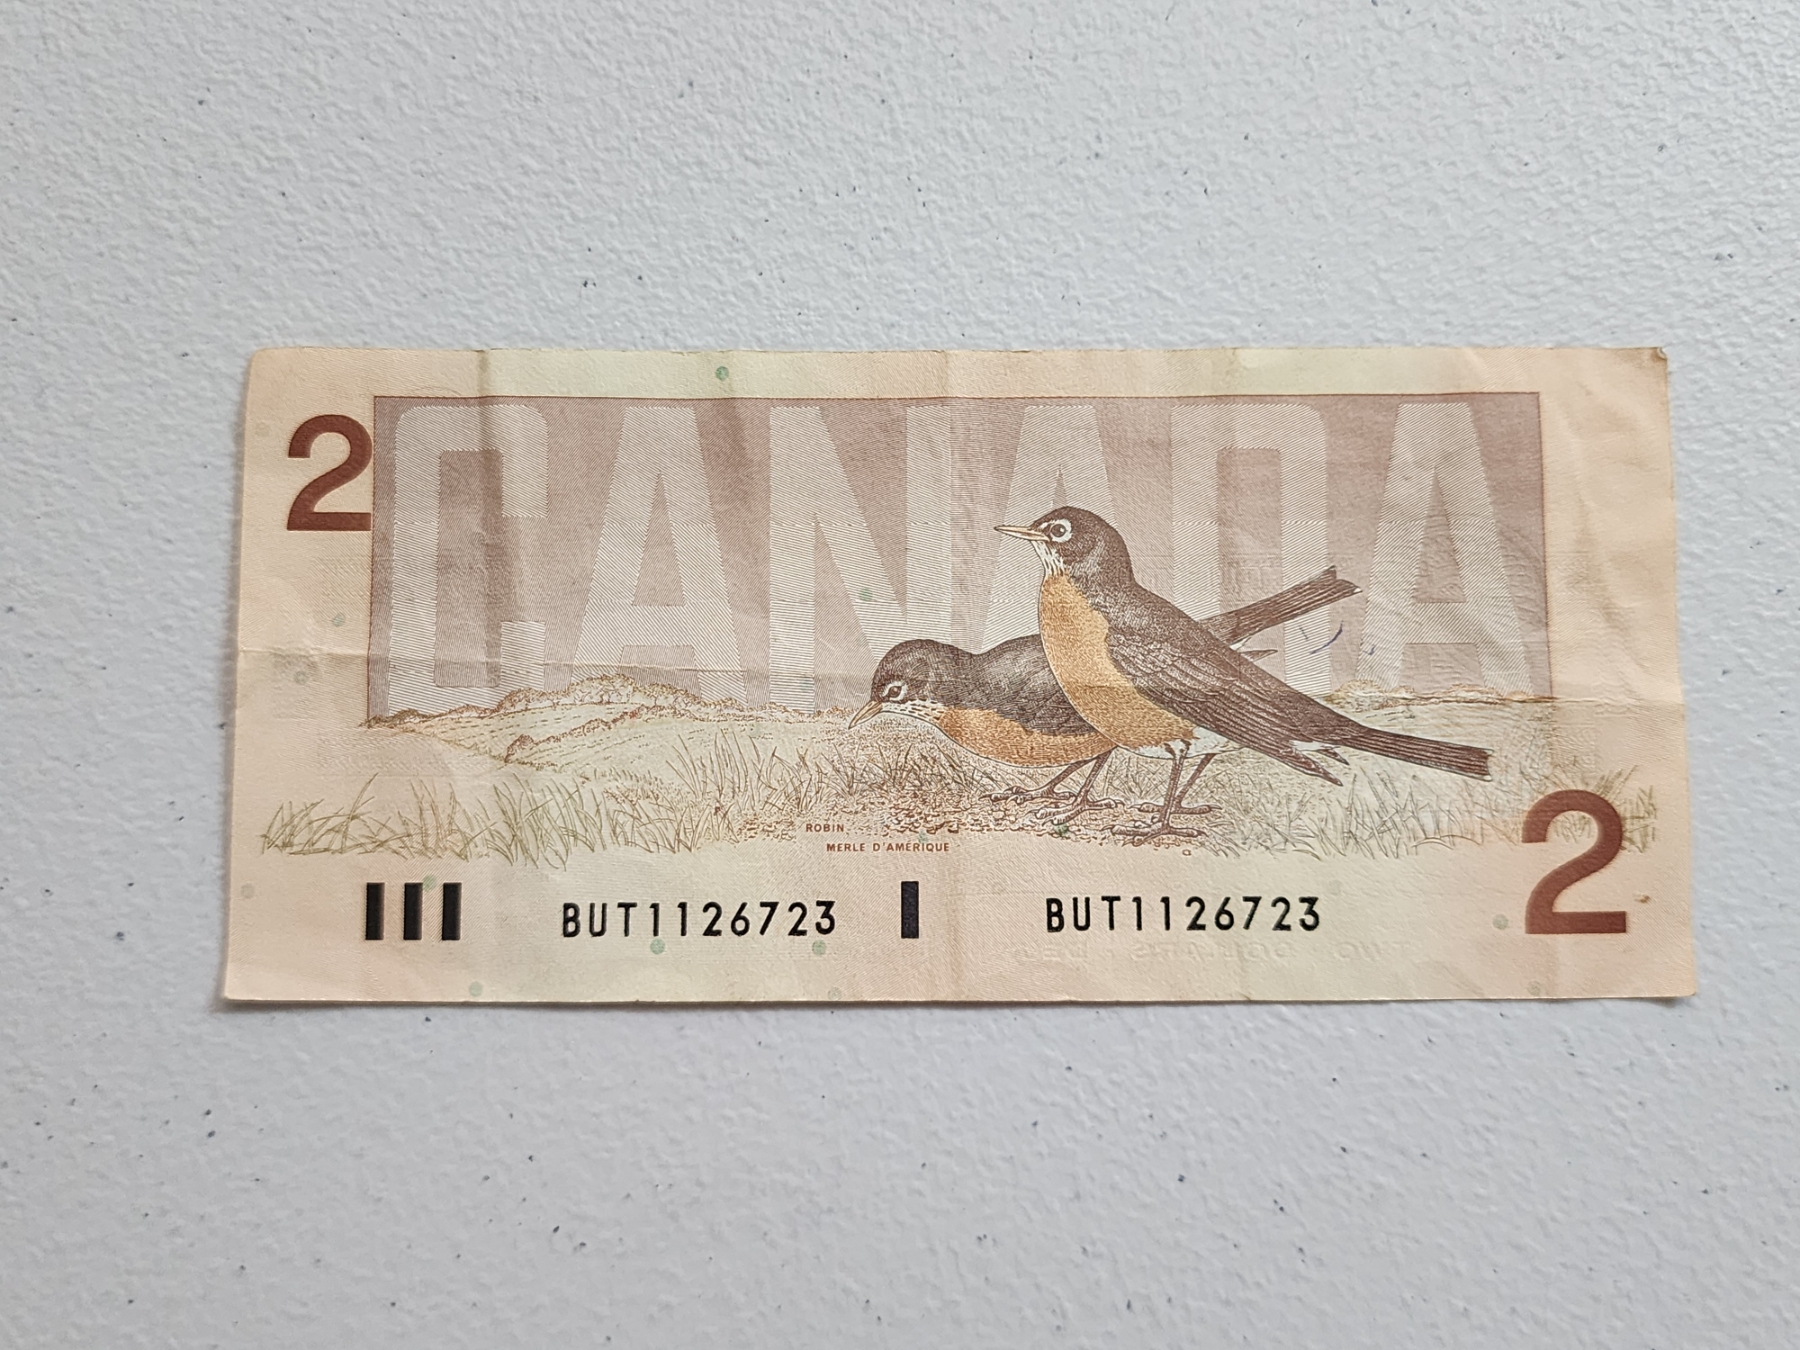 2
CANADA
ROBIN
MERLE D'AMÉRIQUE
BUT1126723 BUT1126723
2